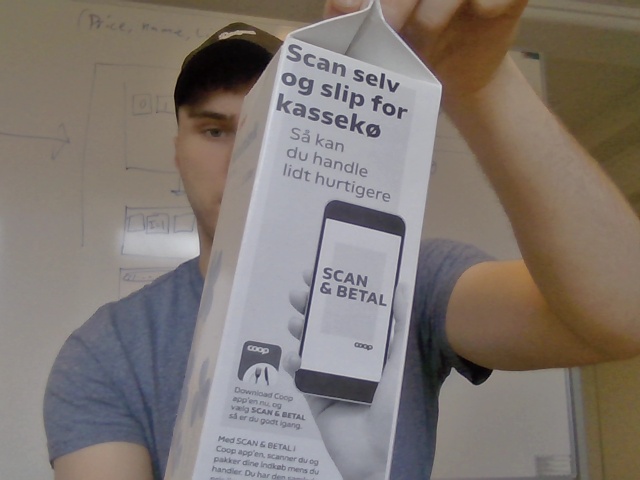 (Price, Name, L
Scan selv
og slip for
kassekø
Så kan
du handle
lidt hurtigere
SCAN
& BETAL
coop
coop
Download Coop
app'en nu, og
vælg SCAN & BETAL
så er du godt igang.
Med SCAN & BETAL i
Coop app'en, scanner du og
pakker dine indkøb mens du
handler. Du har den